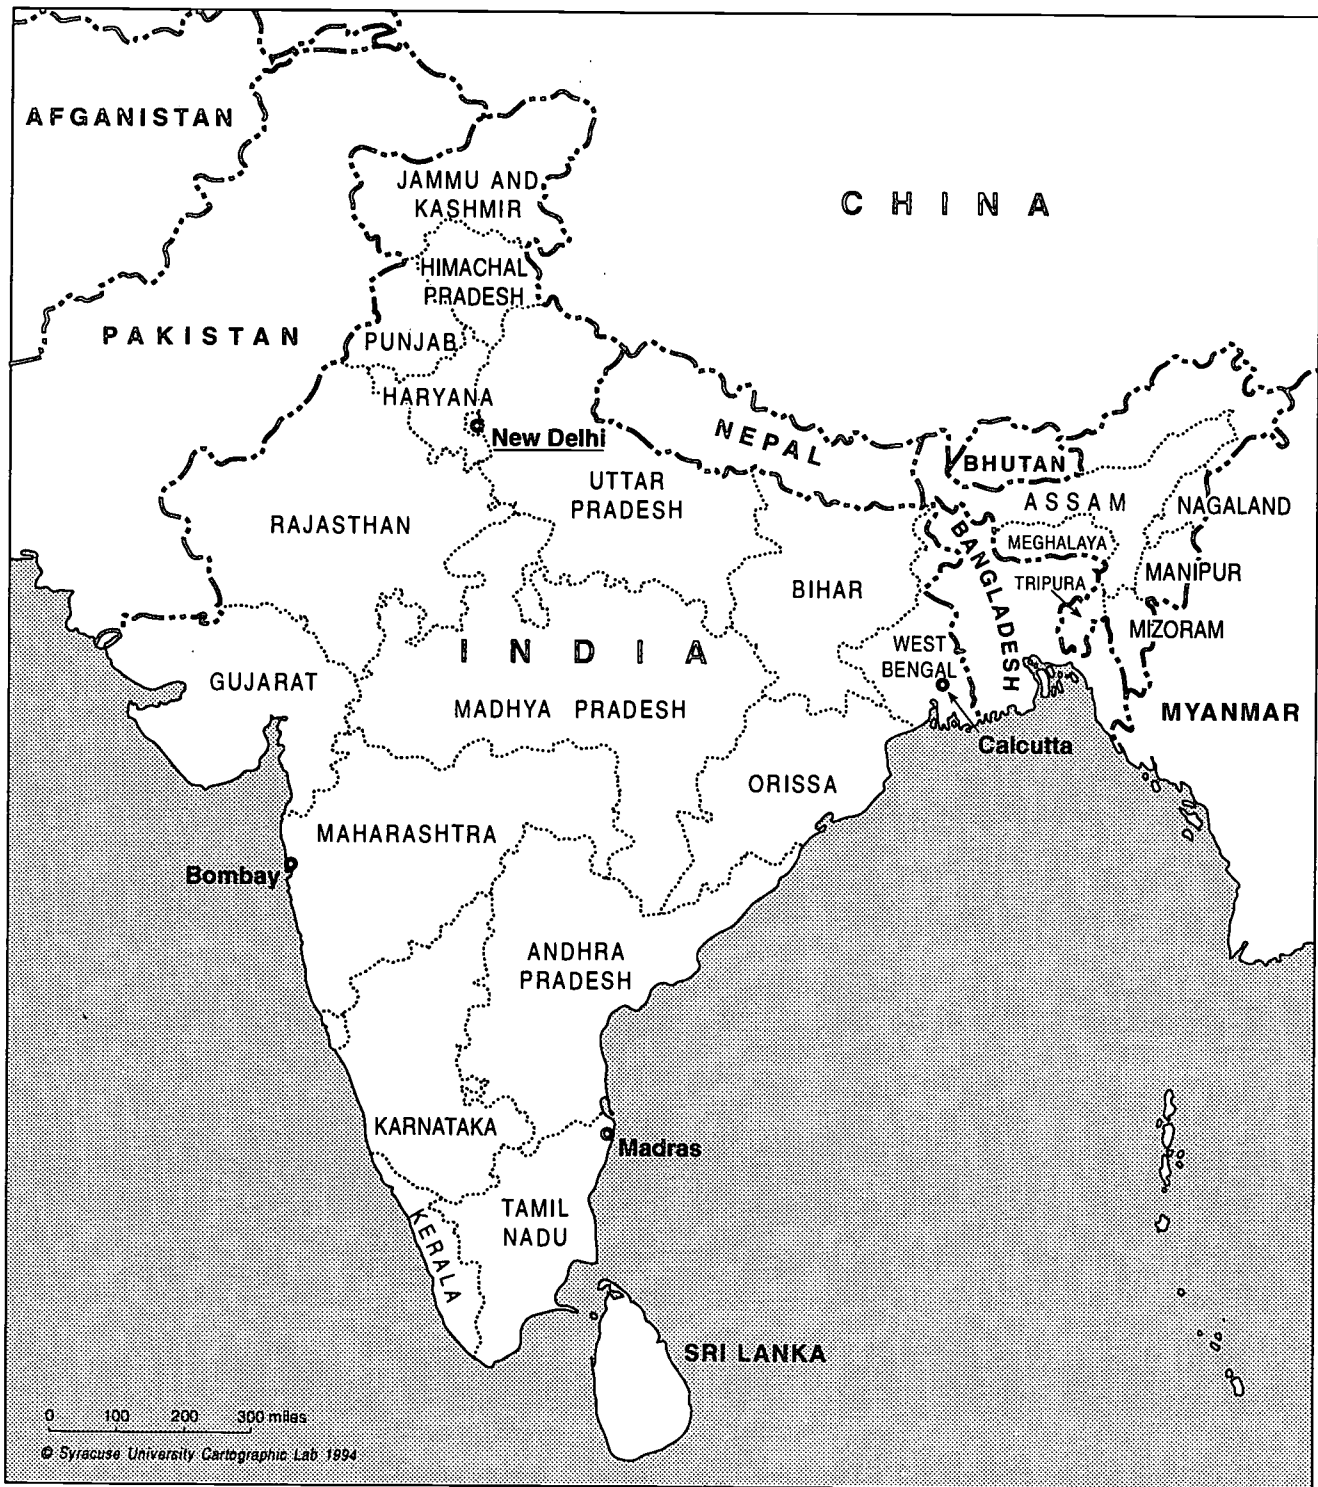 AFGANISTAN
JAMMU AND
KASHMIR
CHINA
HIMACHAL
PRADESH
PAKISTAN
PUNJAB
HARYANA
New Delhi
NEPAL
BHUTAN
UTTAR
PRADESH
ASSAM
NAGALAND
RAJASTHAN
BANGLADESH
MEGHALAYA
MANIPUR
TRIPURA
BIHAR
MIZORAM
WEST
BENGAL
INDIA
GUJARAT
MADHYA PRADESH
MYANMAR
Calcutta
ORISSA
MAHARASHTRA
Bombay
ANDHRA
PRADESH
KARNATAKA
Madras
TAMIL
NADU
KERALA
SRI LANKA
0 100 200 300 miles
© Syracuse University Cartographic Lab 1994